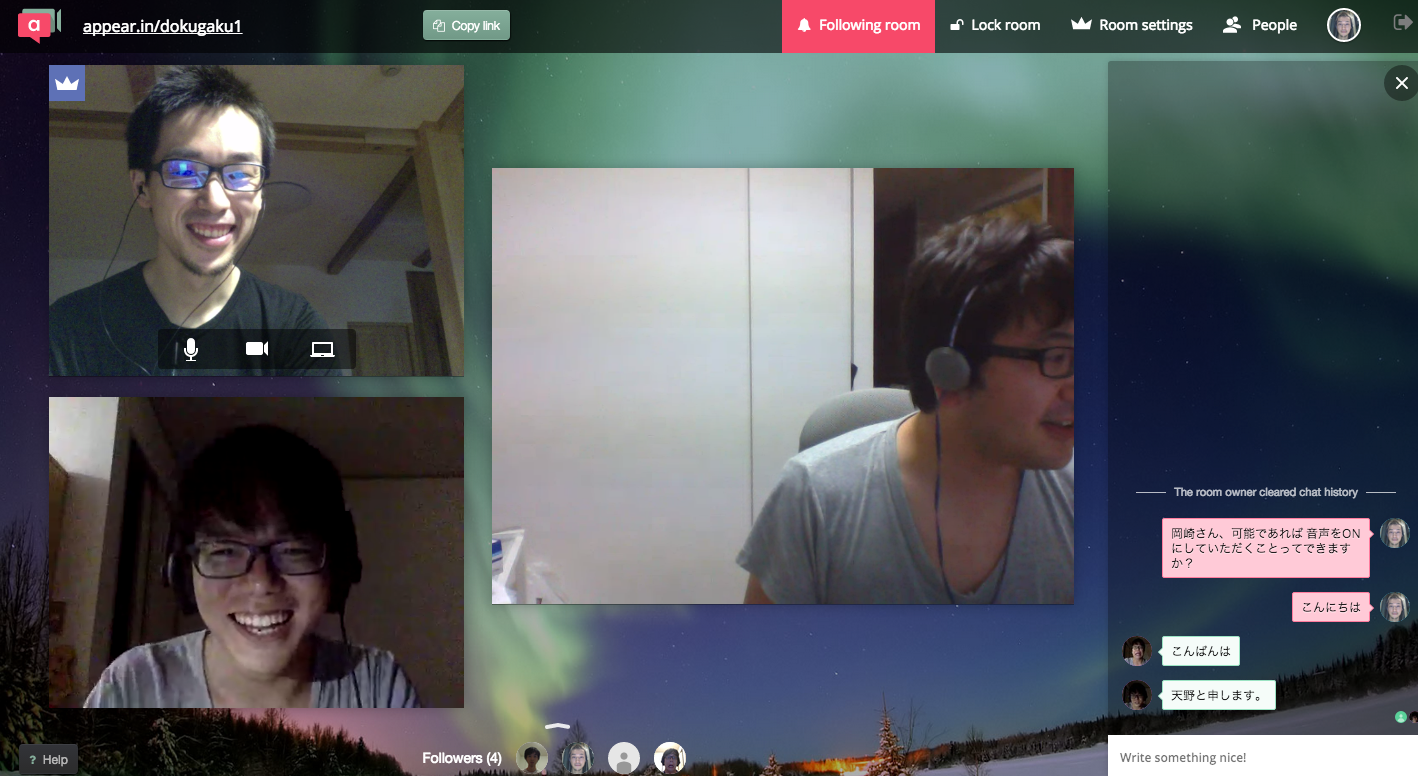 a
appear.in/dokugaku1
Copy link
Following room
Lock room
Room settings
People
The room owner cleared chat history
岡崎さん、可能であれば 音声をON
にしていただくことってできます
か？
こんにちは
こんばんは
天野と申します。
Followers (4)
? Help
Write something nice!